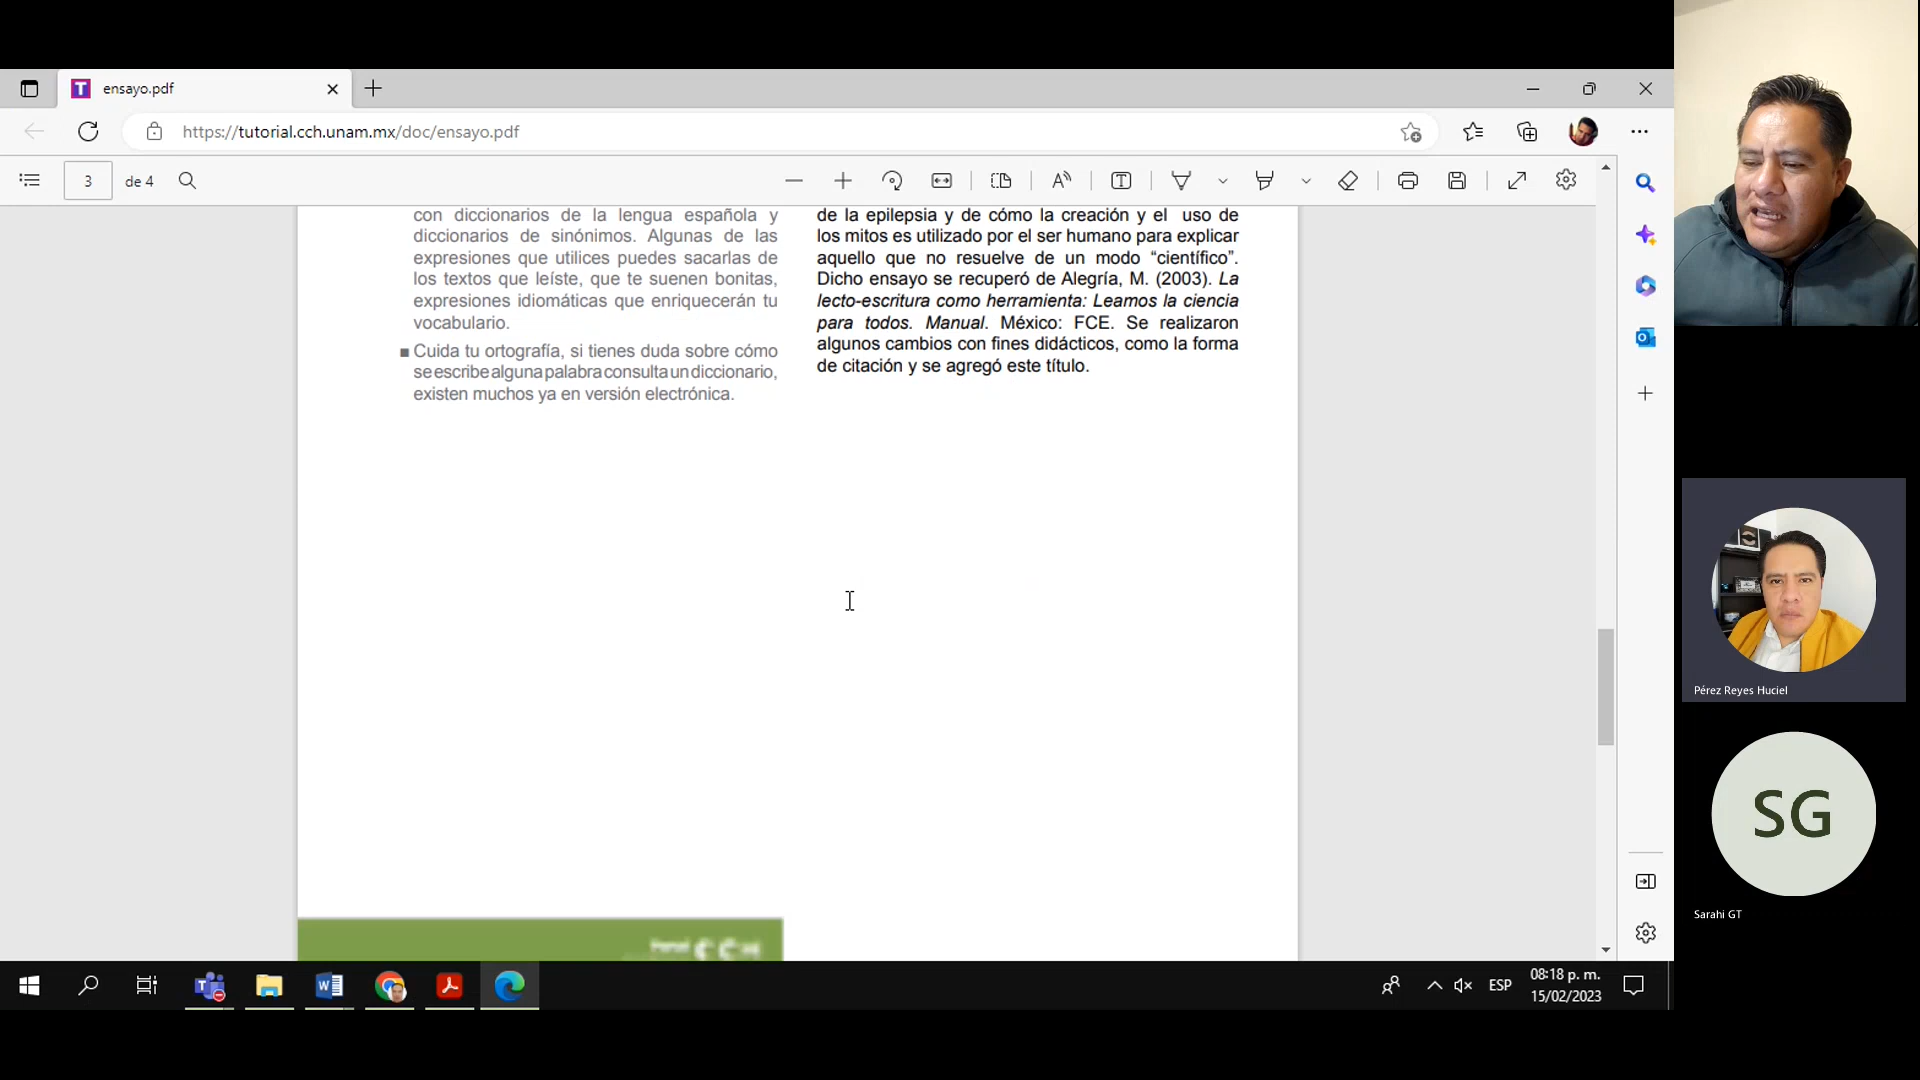 ensayo.pdf
https://tutorial.cch.unam.mx/doc/ensayo.pdf
3
de 4
con diccionarios de la lengua española y
diccionarios de sinónimos. Algunas de las
expresiones que utilices puedes sacarlas de
los textos que leíste, que te suenen bonitas,
expresiones idiomáticas que enriquecerán tu
vocabulario.
■ Cuida tu ortografía, si tienes duda sobre cómo
se escribe alguna palabra consulta un diccionario,
existen muchos ya en versión electrónica.
de la epilepsia y de cómo la creación y el uso de
los mitos es utilizado por el ser humano para explicar
aquello que no resuelve de un modo “científico”.
Dicho ensayo se recuperó de Alegría, M. (2003). La
lecto-escritura como herramienta: Leamos la ciencia
para todos. Manual. México: FCE. Se realizaron
algunos cambios con fines didácticos, como la forma
de citación y se agregó este título.
CCH
Pérez Reyes Huciel
SG
Sarahi GT
ESP
08:18 p. m.
15/02/2023